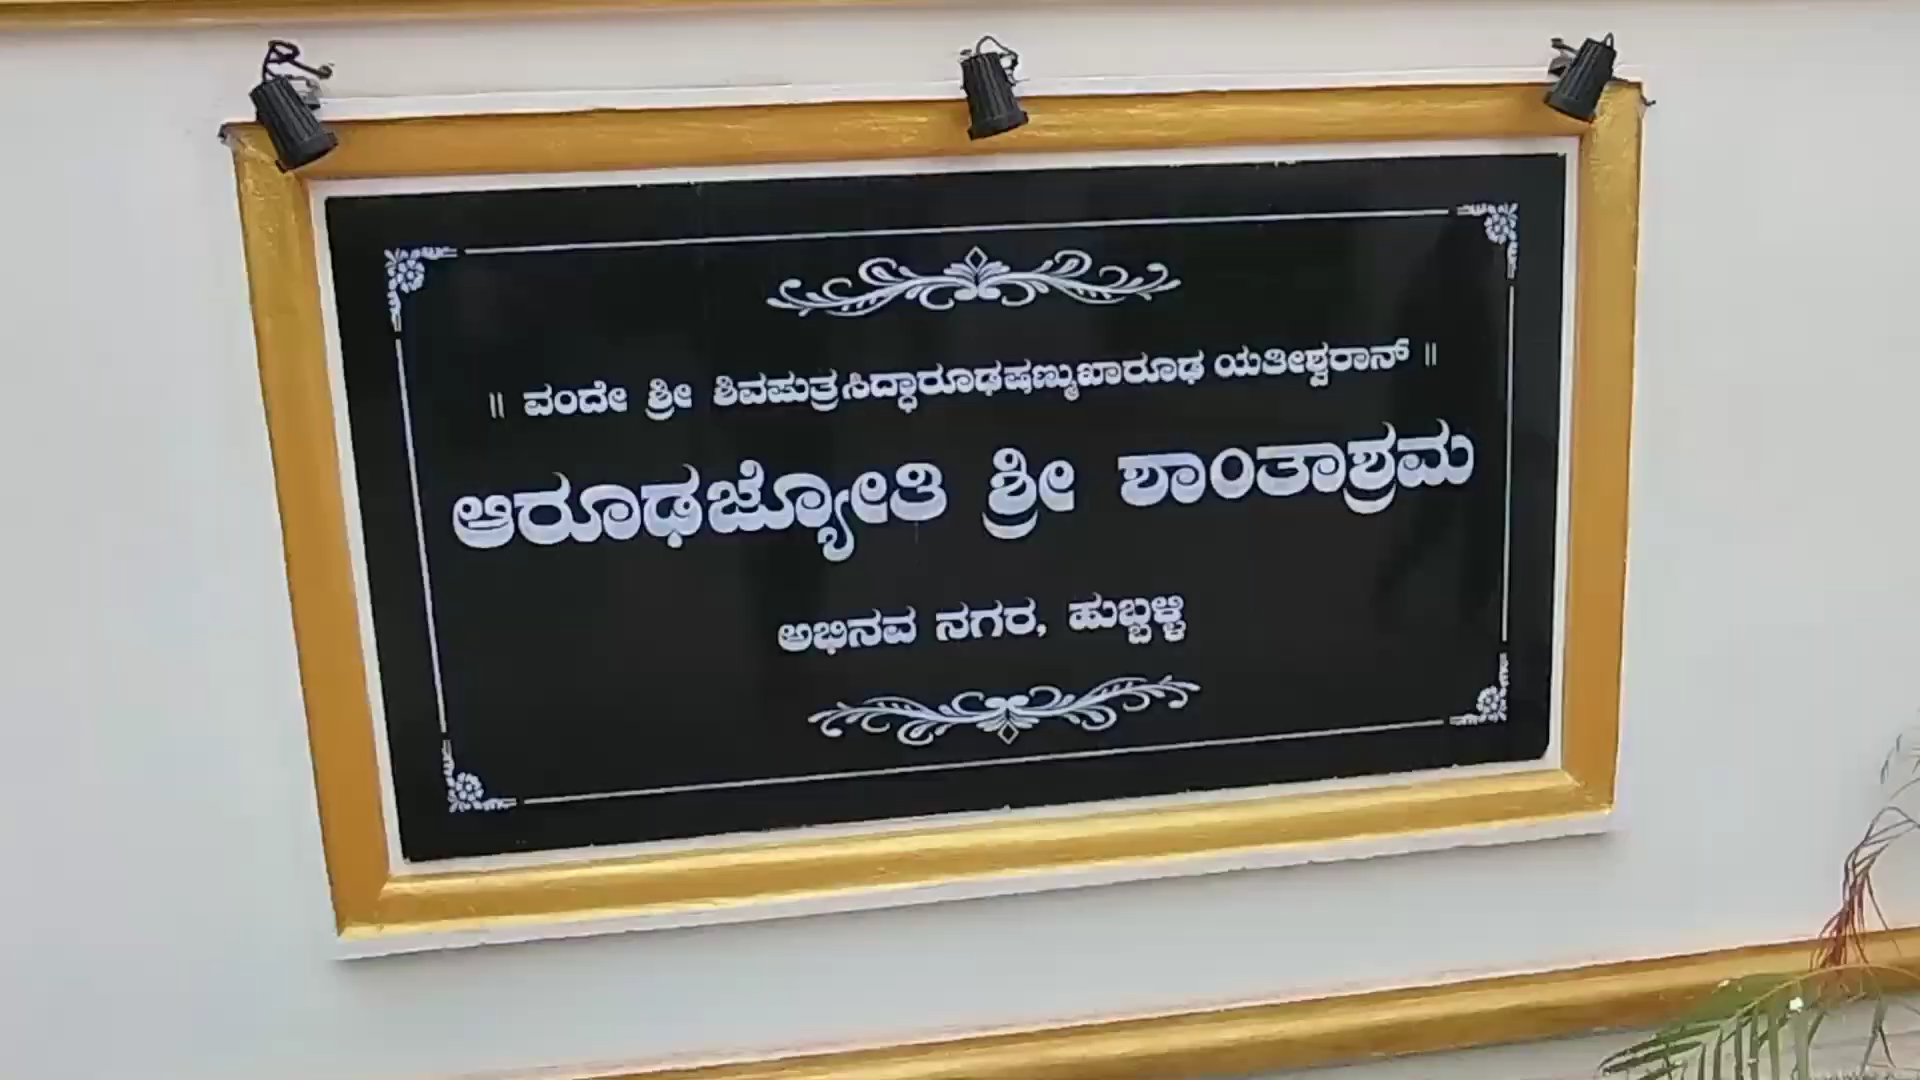 ॥ ವಂದೇ ಶ್ರೀ ಶಿವಪುತ್ರಸಿದ್ಧಾರೂಢಷಣ್ಮುಖಾರೂಢ ಯತೀಶ್ವರಾನ್ ॥
ಆರೂಢಜ್ಯೋತಿ ಶ್ರೀ ಶಾಂತಾಶ್ರಮ
ಅಭಿನವ ನಗರ, ಹುಬ್ಬಳ್ಳಿ